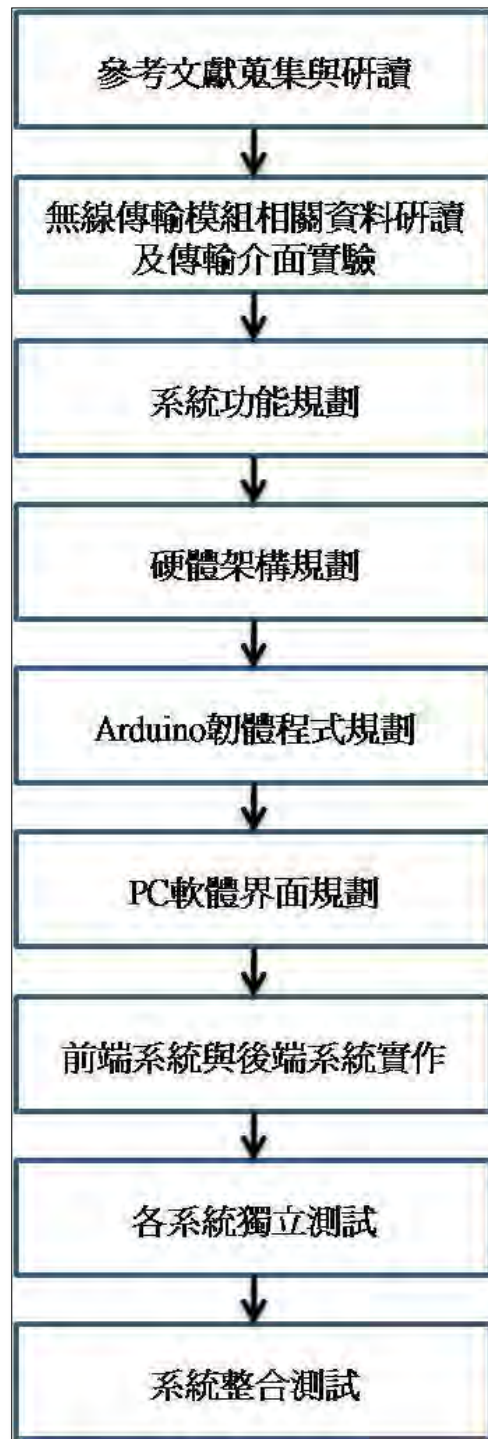 參考文獻蒐集與研讀
無線傳輸模組相關資料研讀
及傳輸介面實驗
系統功能規劃
硬體架構規劃
Arduino韌體程式規劃
PC軟體界面規劃
前端系統與後端系統實作
各系統獨立測試
系統整合測試